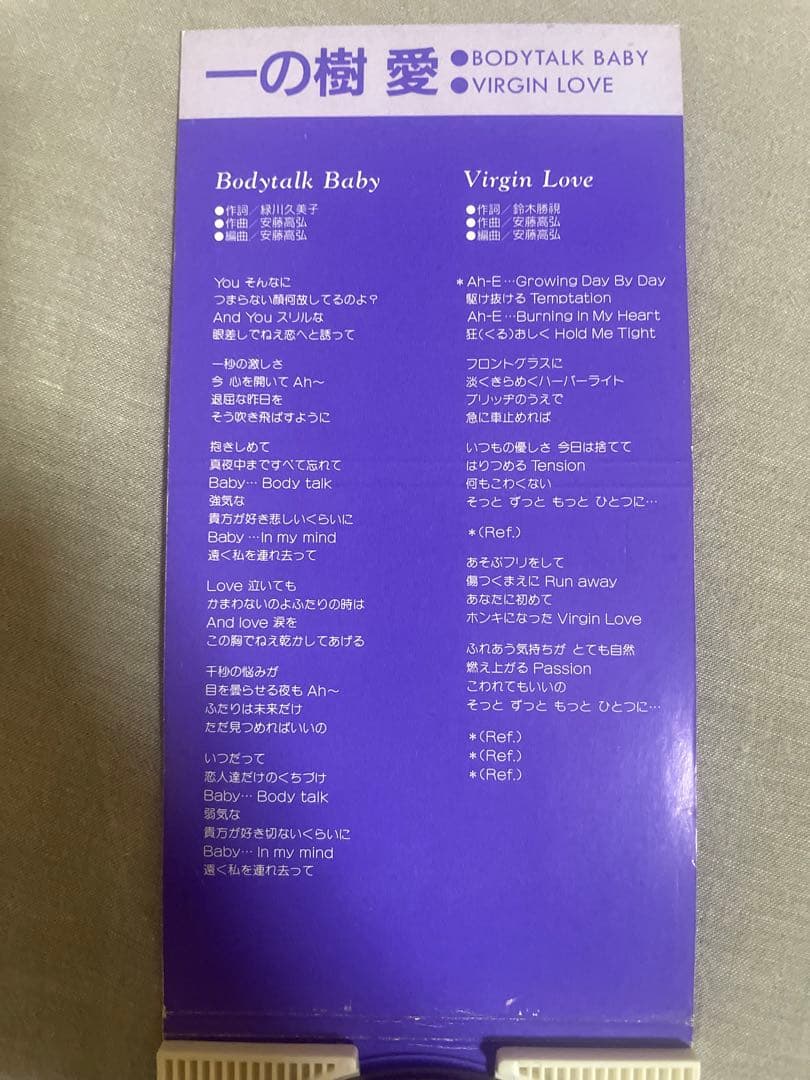 一の樹 愛
●BODYTALK BABY
●VIRGIN LOVE
Bodytalk Baby
●作詞／緑川久美子
●作曲／安藤高弘
●編曲／安藤高弘
You そんなに
つまらない顔何故してるのよ?
And You スリルな
眼差しでねえ恋へと誘って
一秒の激しさ
今 心を開いて Ah〜
退屈な昨日を
そう吹き飛ばすように
抱きしめて
真夜中まですべて忘れて
Baby… Body talk
強気な
貴方が好き悲しいくらいに
Baby …In my mind
遠く私を連れ去って
Love 泣いても
かまわないのよふたりの時は
And love 涙を
この胸でねえ乾かしてあげる
千秒の悩みが
目を曇らせる夜も Ah〜
ふたりは未来だけ
ただ見つめればいいの
いつだって
恋人達だけのくちづけ
Baby… Body talk
弱気な
貴方が好き切ないくらいに
Baby… In my mind
遠く私を連れ去って
Virgin Love
●作詞／鈴木勝視
●作曲／安藤高弘
●編曲／安藤高弘
＊Ah-E…Growing Day By Day
駆け抜ける Temptation
Ah-E…Burning In My Heart
狂(くる)おしく Hold Me Tight
フロントグラスに
淡くきらめくハーバーライト
ブリッヂのうえで
急に車止めれば
いつもの優しさ 今日は捨てて
はりつめる Tension
何もこわくない
そっと ずっと もっと ひとつに…
＊(Ref.)
あそぶフリをして
傷つくまえに Run away
あなたに初めて
ホンキになった Virgin Love
ふれあう気持ちが とても自然
燃え上がる Passion
こわれてもいいの
そっと ずっと もっと ひとつに…
＊(Ref.)
＊(Ref.)
＊(Ref.)